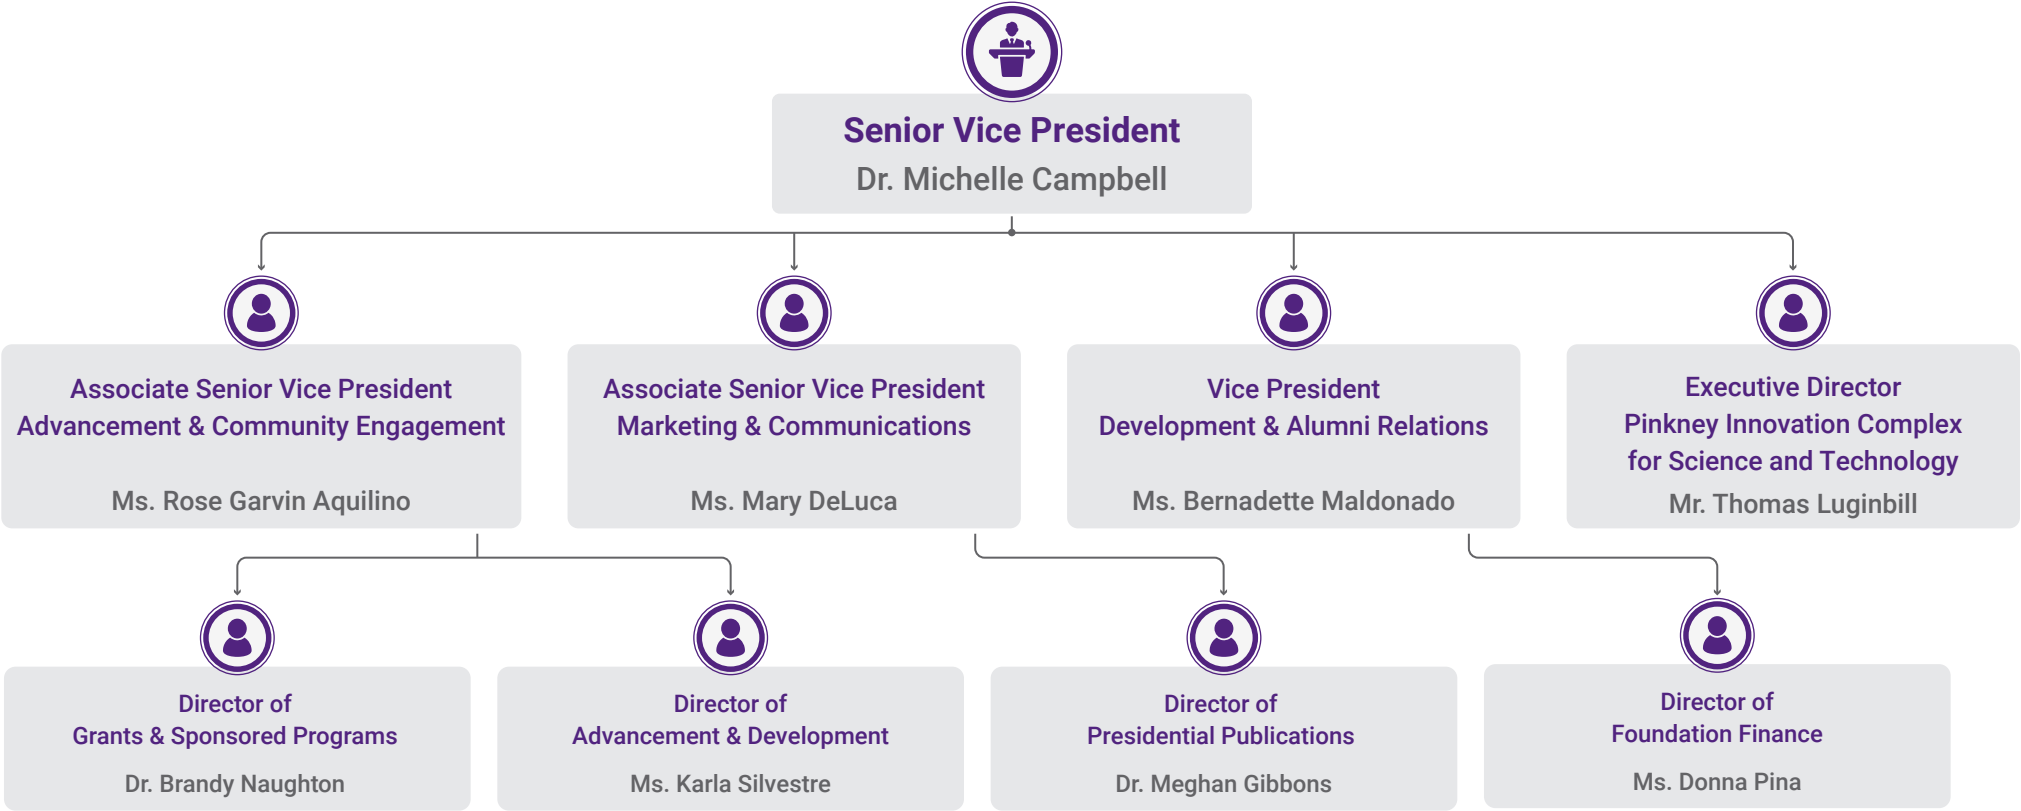 Senior Vice President
Dr. Michelle Campbell
Associate Senior Vice President
Advancement & Community Engagement
Ms. Rose Garvin Aquilino
Associate Senior Vice President
Marketing & Communications
Ms. Mary DeLuca
Vice President
Development & Alumni Relations
Ms. Bernadette Maldonado
Executive Director
Pinkney Innovation Complex
for Science and Technology
Mr. Thomas Luginbill
Director of
Grants & Sponsored Programs
Dr. Brandy Naughton
Director of
Advancement & Development
Ms. Karla Silvestre
Director of
Presidential Publications
Dr. Meghan Gibbons
Director of
Foundation Finance
Ms. Donna Pina